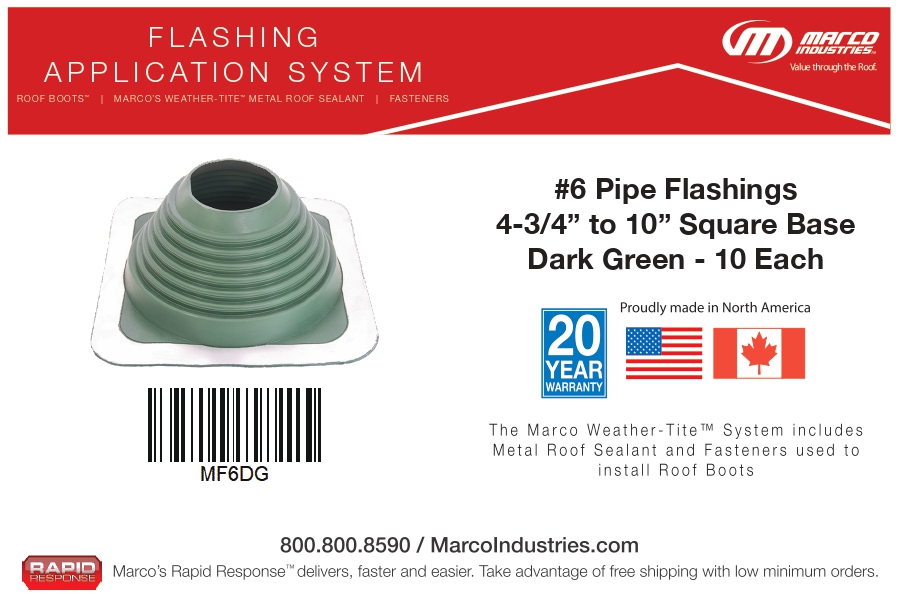 FLASHING
APPLICATION SYSTEM
ROOF BOOTS™ | MARCO'S WEATHER-TITE™ METAL ROOF SEALANT | FASTENERS
MARCO
INDUSTRIES™
Value through the Roof.
#6 Pipe Flashings
4-3/4” to 10” Square Base
Dark Green - 10 Each
Proudly made in North America
20
YEAR
WARRANTY
The Marco Weather-Tite™ System includes
Metal Roof Sealant and Fasteners used to
install Roof Boots
MF6DG
800.800.8590 / MarcoIndustries.com
RAPID
RESPONSE
Marco’s Rapid Response™ delivers, faster and easier. Take advantage of free shipping with low minimum orders.